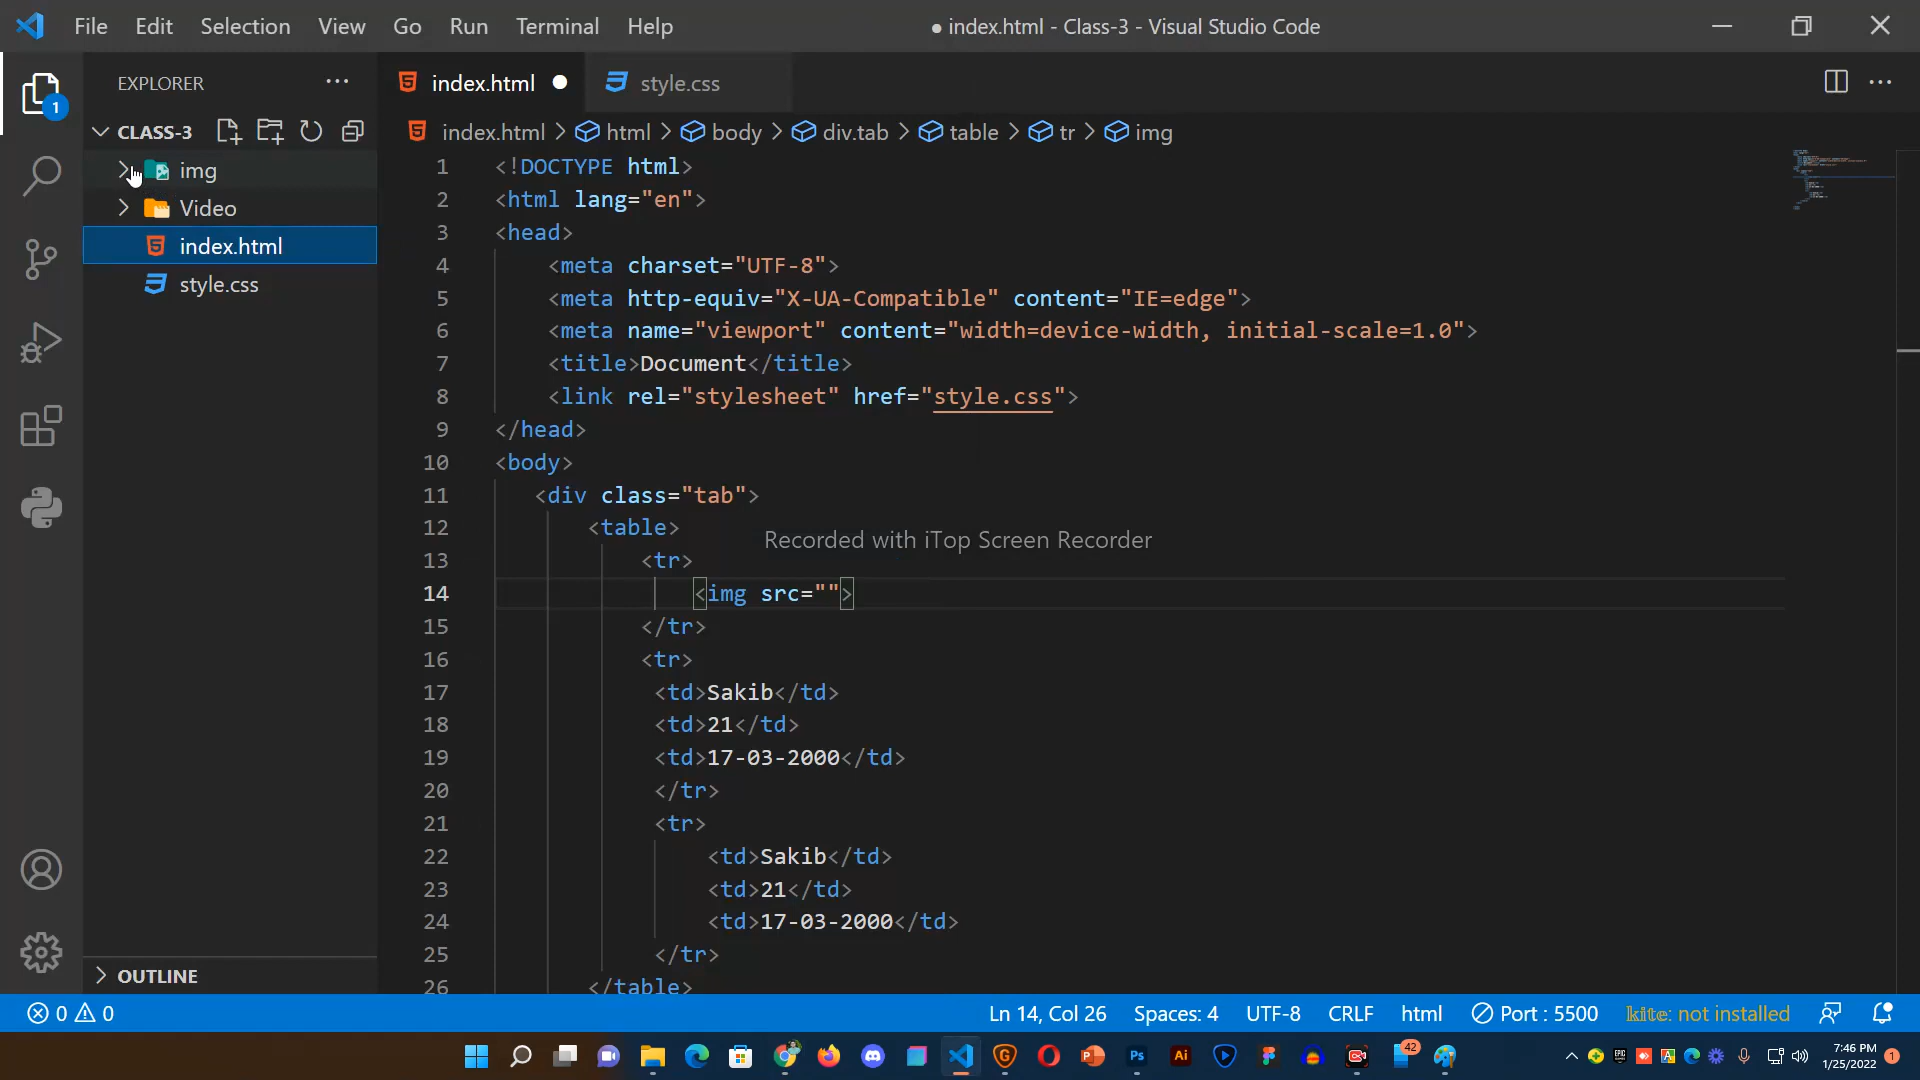 File Edit Selection View Go Run Terminal Help
● index.html - Class-3 - Visual Studio Code
EXPLORER
1
CLASS-3
img
Video
index.html
style.css
OUTLINE
index.html
style.css
index.html > html > body > div.tab > table > tr > img
1 <!DOCTYPE html>
2 <html lang="en">
3 <head>
4 <meta charset="UTF-8">
5 <meta http-equiv="X-UA-Compatible" content="IE=edge">
6 <meta name="viewport" content="width=device-width, initial-scale=1.0">
7 <title>Document</title>
8 <link rel="stylesheet" href="style.css">
9 </head>
10 <body>
11 <div class="tab">
12 <table>
Recorded with iTop Screen Recorder
13 <tr>
14 <img src="">
15 </tr>
16 <tr>
17 <td>Sakib</td>
18 <td>21</td>
19 <td>17-03-2000</td>
20 </tr>
21 <tr>
22 <td>Sakib</td>
23 <td>21</td>
24 <td>17-03-2000</td>
25 </tr>
26 </table>
0 0
Ln 14, Col 26 Spaces: 4 UTF-8 CRLF html Port : 5500 kite: not installed
Ps Ai 42
7:46 PM
1/25/2022
1